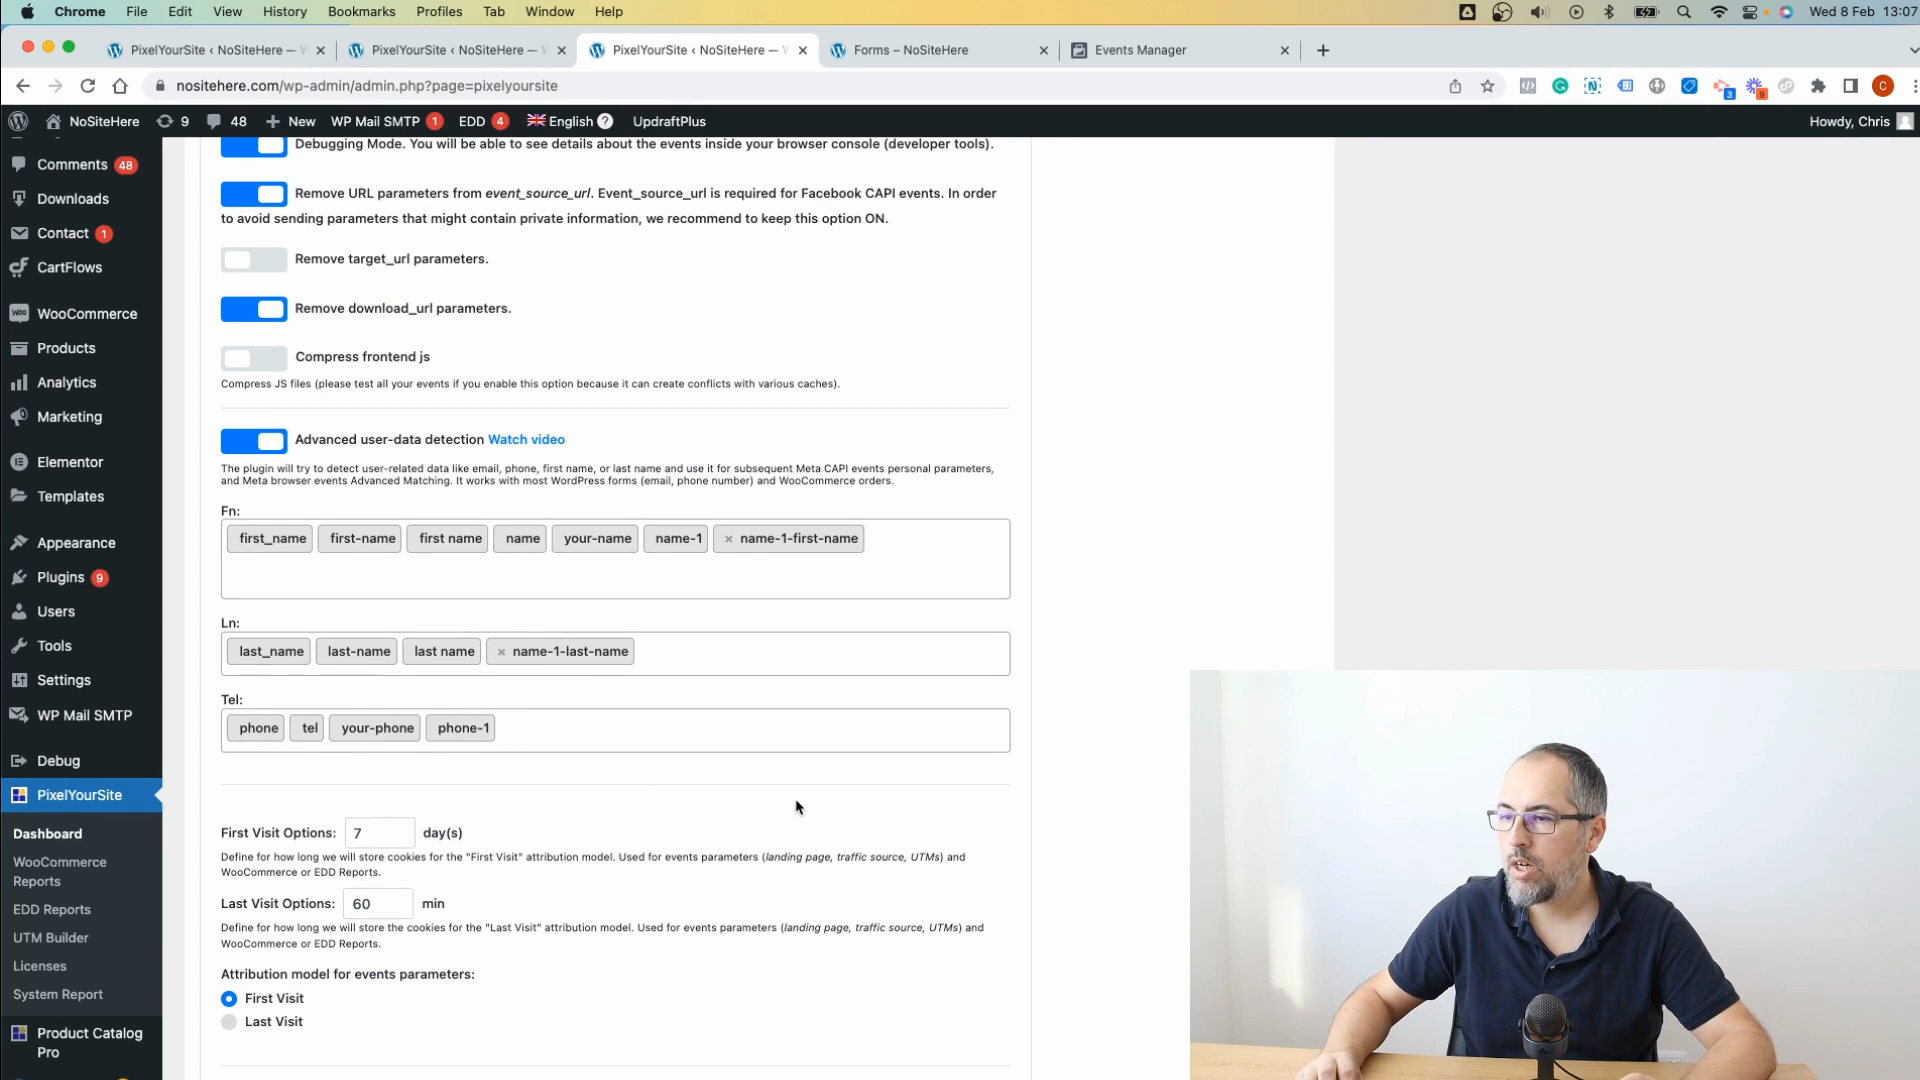 Chrome File Edit View History Bookmarks Profiles Tab Window Help Wed 8 Feb 13:07
PixelYourSite ‹ NoSiteHere — PixelYourSite ‹ NoSiteHere — PixelYourSite ‹ NoSiteHere — Forms – NoSiteHere Events Manager
nositehere.com/wp-admin/admin.php?page=pixelyoursite 3 9 C
NoSiteHere 9 48 New WP Mail SMTP 1 EDD 4 English ? UpdraftPlus Howdy, Chris
Comments 48
Downloads
Contact 1
CartFlows
WooCommerce
Products
Analytics
Marketing
Elementor
Templates
Appearance
Plugins 9
Users
Tools
Settings
WP Mail SMTP
Debug
PixelYourSite
Dashboard
WooCommerce
Reports
EDD Reports
UTM Builder
Licenses
System Report
Product Catalog
Pro
Debugging Mode. You will be able to see details about the events inside your browser console (developer tools).
Remove URL parameters from event_source_url. Event_source_url is required for Facebook CAPI events. In order
to avoid sending parameters that might contain private information, we recommend to keep this option ON.
Remove target_url parameters.
Remove download_url parameters.
Compress frontend js
Compress JS files (please test all your events if you enable this option because it can create conflicts with various caches).
Advanced user-data detection Watch video
The plugin will try to detect user-related data like email, phone, first name, or last name and use it for subsequent Meta CAPI events personal parameters,
and Meta browser events Advanced Matching. It works with most WordPress forms (email, phone number) and WooCommerce orders.
Fn:
first_name first-name first name name your-name name-1 × name-1-first-name
Ln:
last_name last-name last name × name-1-last-name
Tel:
phone tel your-phone phone-1
First Visit Options: 7 day(s)
Define for how long we will store cookies for the "First Visit" attribution model. Used for events parameters (landing page, traffic source, UTMs) and
WooCommerce or EDD Reports.
Last Visit Options: 60 min
Define for how long we will store the cookies for the "Last Visit" attribution model. Used for events parameters (landing page, traffic source, UTMs) and
WooCommerce or EDD Reports.
Attribution model for events parameters:
First Visit
Last Visit